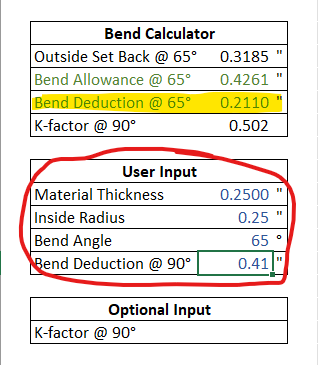 Bend Calculator
Outside Set Back @ 65° 0.3185 "
Bend Allowance @ 65° 0.4261 "
Bend Deduction @ 65° 0.2110 "
K-factor @ 90° 0.502
User Input
Material Thickness 0.2500 "
Inside Radius 0.25 "
Bend Angle 65 °
Bend Deduction @ 90° 0.41 "
Optional Input
K-factor @ 90°